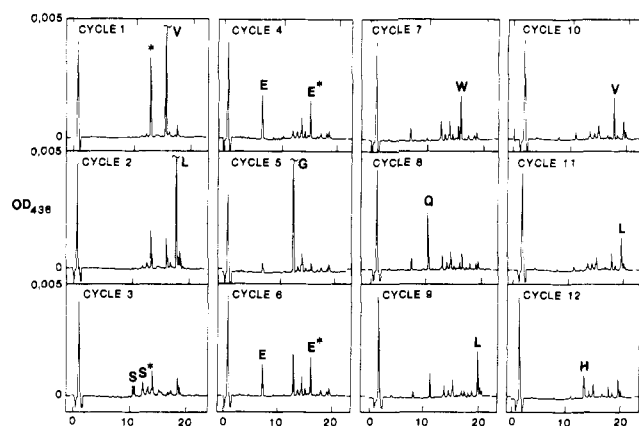 0,005
CYCLE 1
*
V
CYCLE 4
E
E*
CYCLE 7
W
CYCLE 10
V
0
0,005
CYCLE 2
L
CYCLE 5
G
CYCLE 8
Q
CYCLE 11
L
OD436
0,005
CYCLE 3
S
S*
CYCLE 6
E
E*
CYCLE 9
L
CYCLE 12
H
0
0 10 20
0 10 20
0 10 20
0 10 20